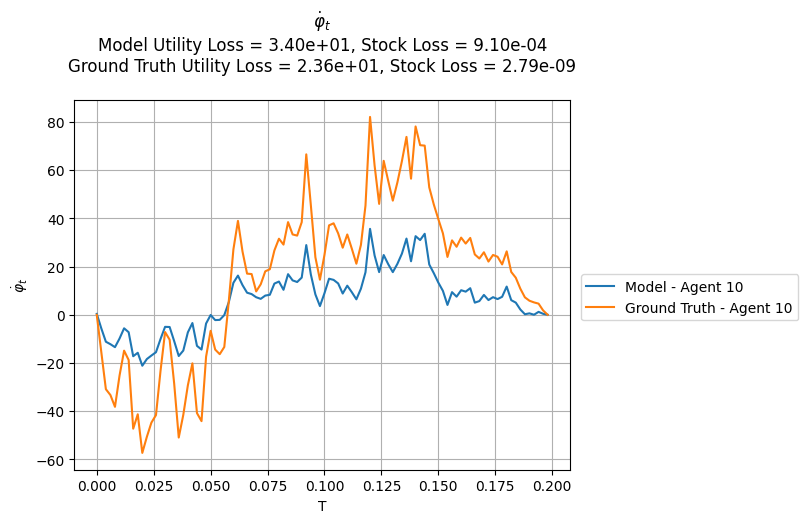 φ̇ₜ
Model Utility Loss = 3.40e+01, Stock Loss = 9.10e-04
Ground Truth Utility Loss = 2.36e+01, Stock Loss = 2.79e-09
φ̇ₜ
80
60
40
20
0
−20
−40
−60
0.000
0.025
0.050
0.075
0.100
0.125
0.150
0.175
0.200
T
Model - Agent 10
Ground Truth - Agent 10